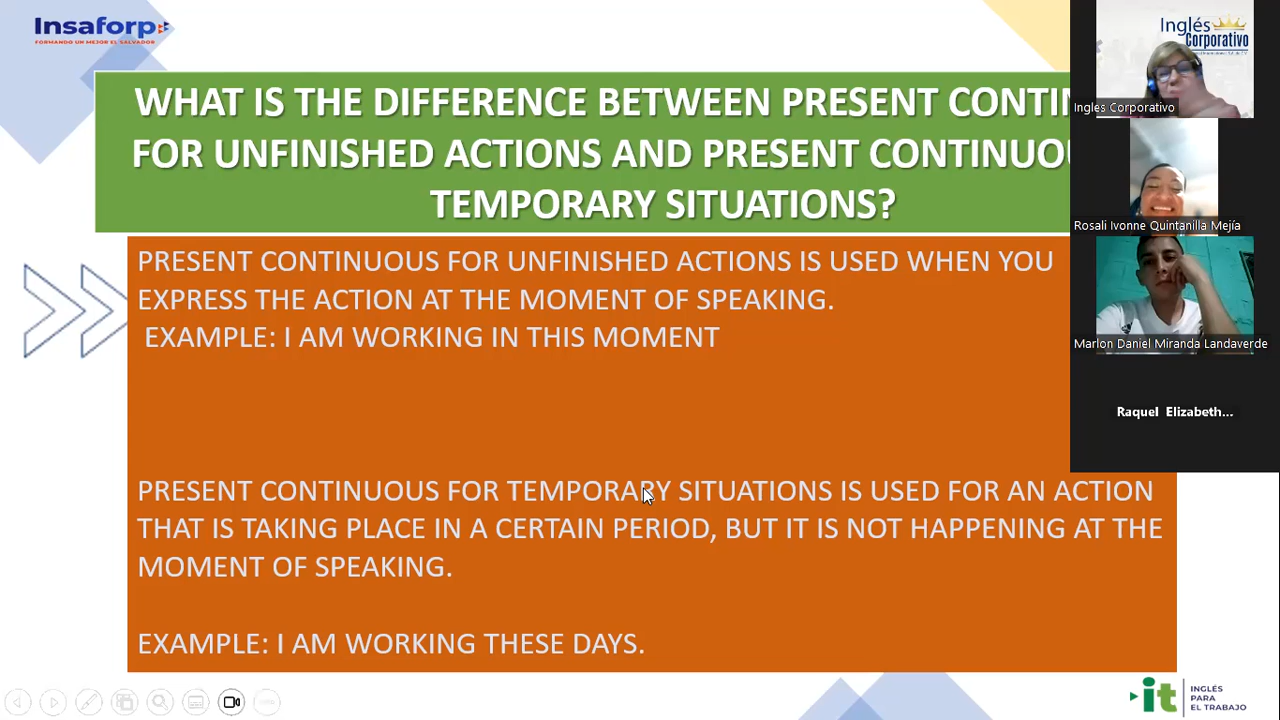 Insaforp
FORMANDO UN MEJOR EL SALVADOR
WHAT IS THE DIFFERENCE BETWEEN PRESENT CONTIN
FOR UNFINISHED ACTIONS AND PRESENT CONTINUOU
TEMPORARY SITUATIONS?
PRESENT CONTINUOUS FOR UNFINISHED ACTIONS IS USED WHEN YOU
EXPRESS THE ACTION AT THE MOMENT OF SPEAKING.
EXAMPLE: I AM WORKING IN THIS MOMENT
PRESENT CONTINUOUS FOR TEMPORARY SITUATIONS IS USED FOR AN ACTION
THAT IS TAKING PLACE IN A CERTAIN PERIOD, BUT IT IS NOT HAPPENING AT THE
MOMENT OF SPEAKING.
EXAMPLE: I AM WORKING THESE DAYS.
Inglés
Corporativo
Ingles Corporativo
Rosali Ivonne Quintanilla Mejía
Marlon Daniel Miranda Landaverde
Raquel Elizabeth...
it
INGLÉS
PARA
EL TRABAJO